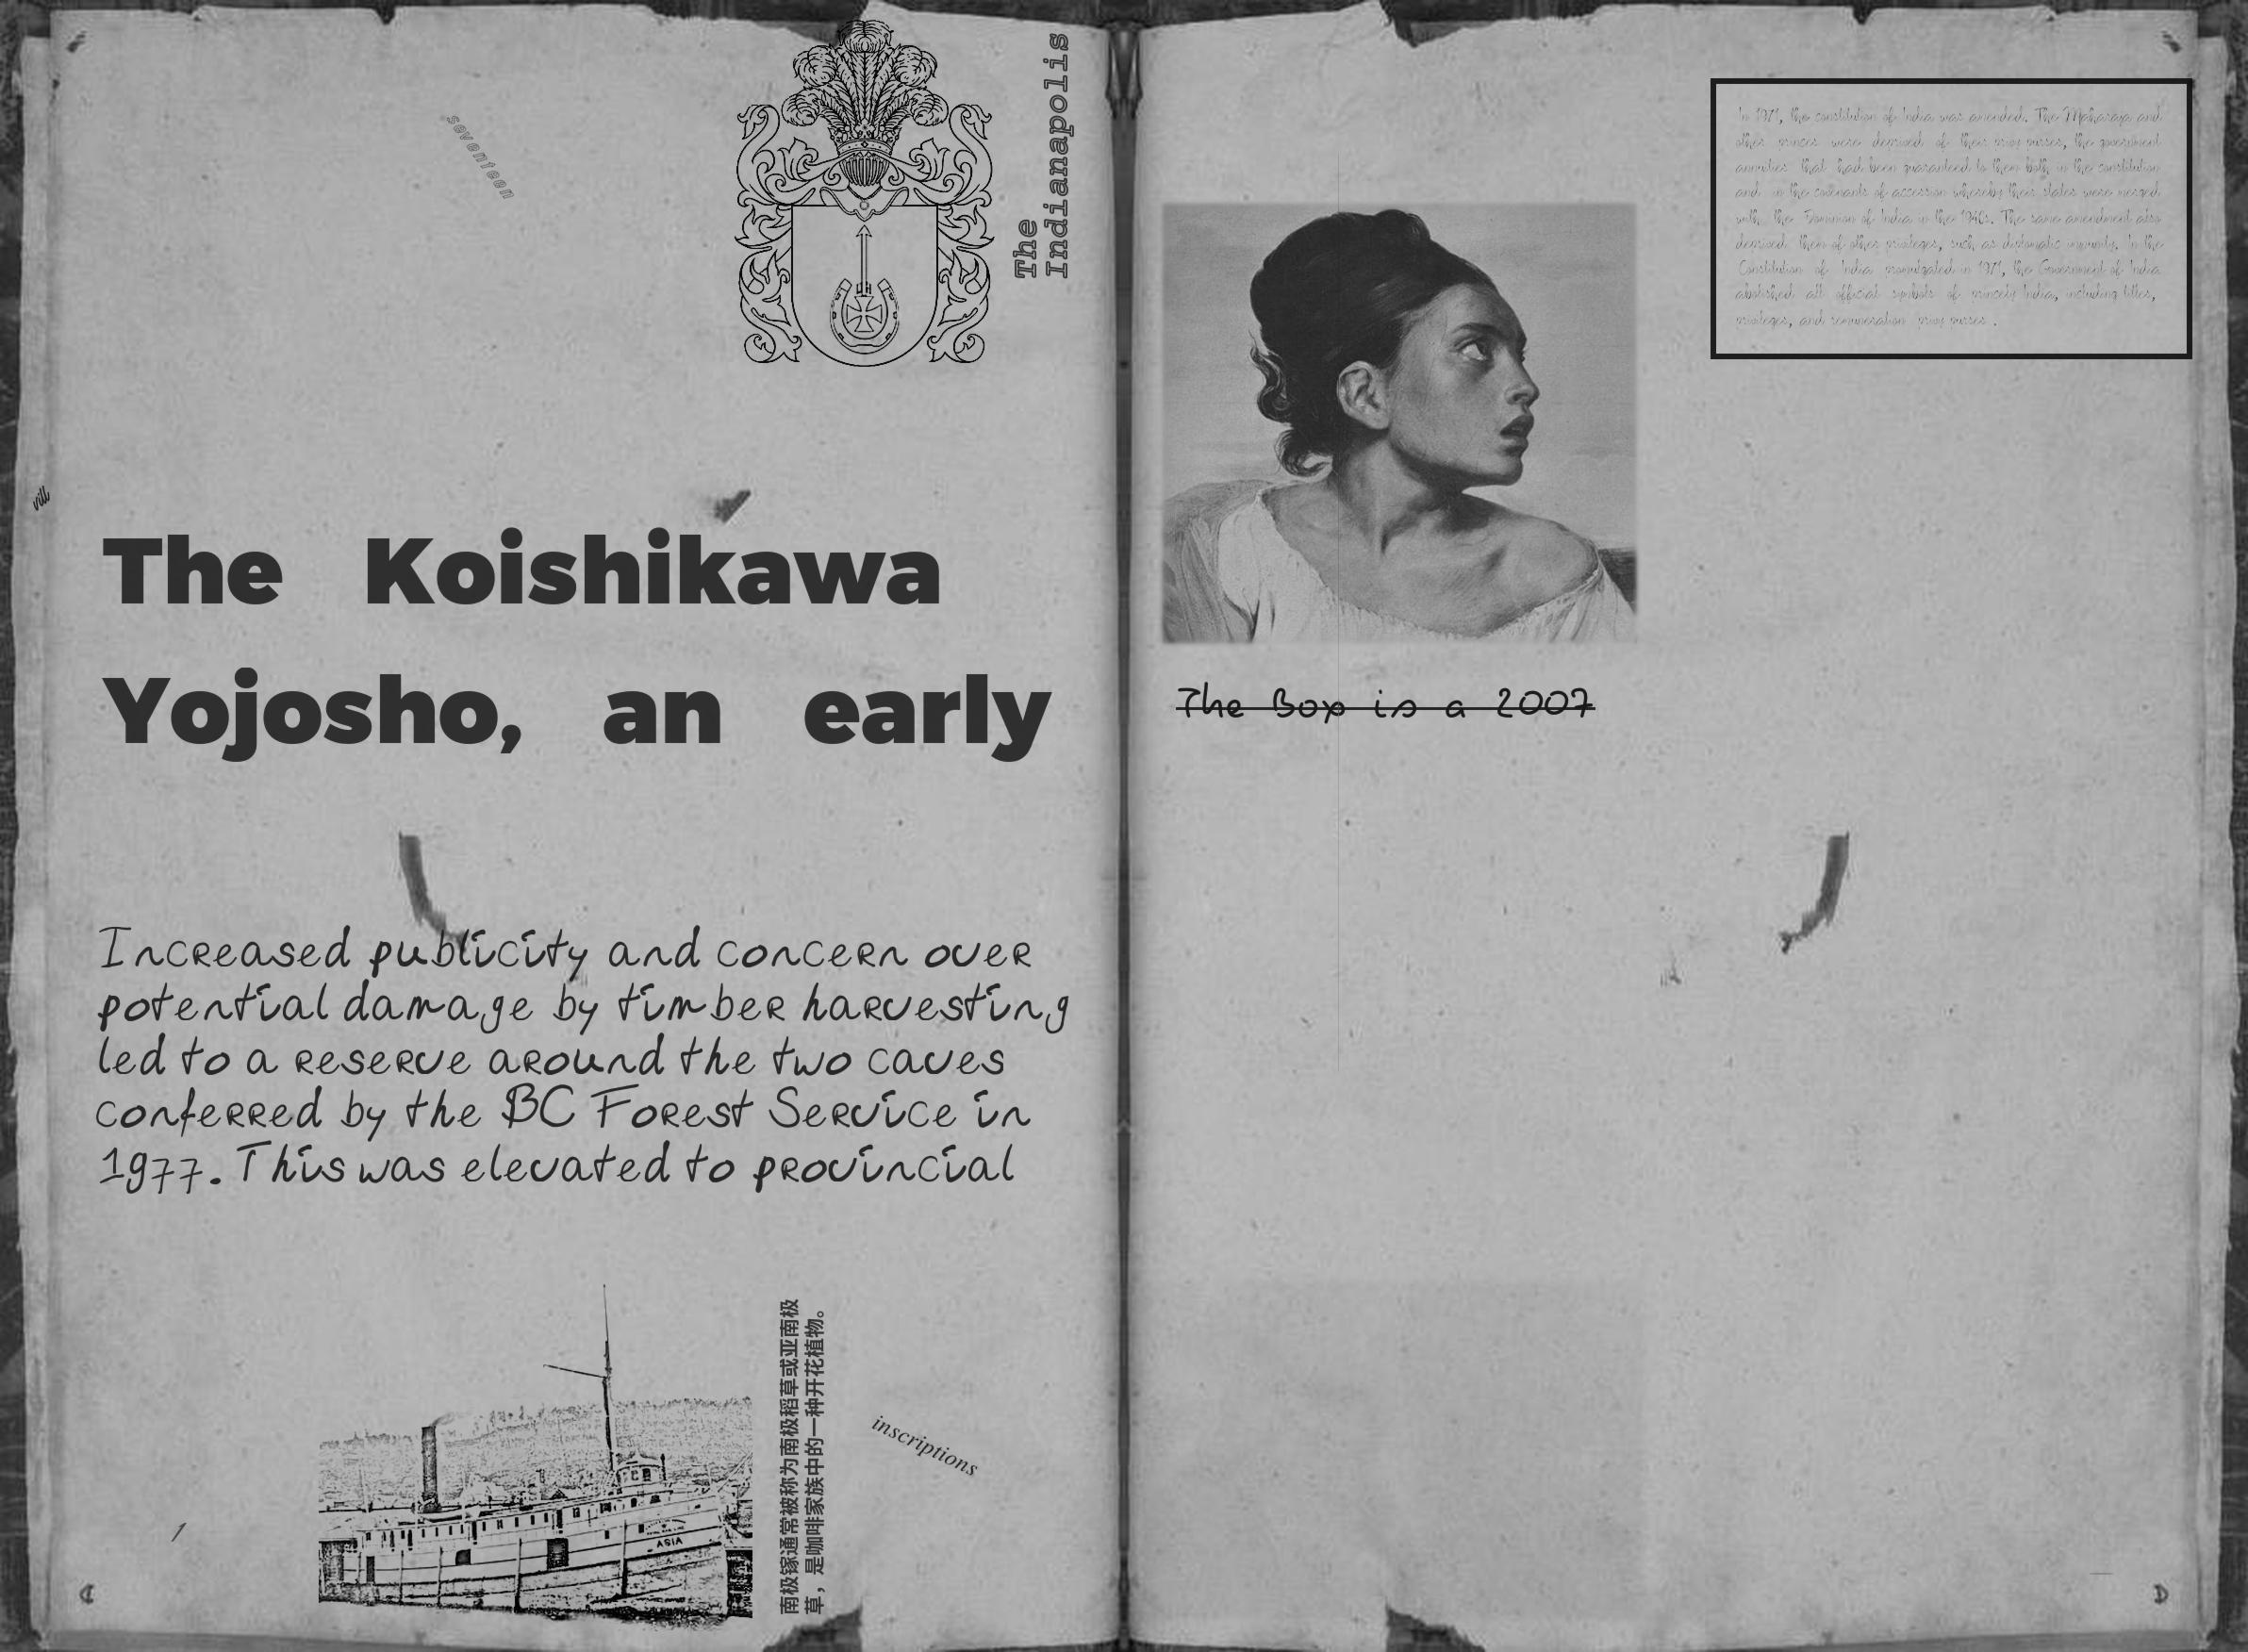 seventeen
The
Indianapolis
vill
The Koishikawa
Yojosho, an early
Increased publicity and concern over
potential damage by timber harvesting
led to a reserve around the two caves
conferred by the BC Forest Service in
1977. This was elevated to provincial
ASIA
南极镓通常被称为南极稻草或亚南极
草，是咖啡家族中的一种开花植物。
inscriptions
C
In 1971, the constitution of India was amended. The Maharaja and
other princes were deprived of their privy purses, the government
annuities that had been guaranteed to them both in the constitution
and in the covenants of accession whereby their states were merged
with the Dominion of India in the 1940s. The same amendment also
deprived them of other privileges, such as diplomatic immunity. In the
Constitution of India promulgated in 1971, the Government of India
abolished all official symbols of princely India, including titles,
privileges, and remuneration privy purses .
The Box is a 2007
D